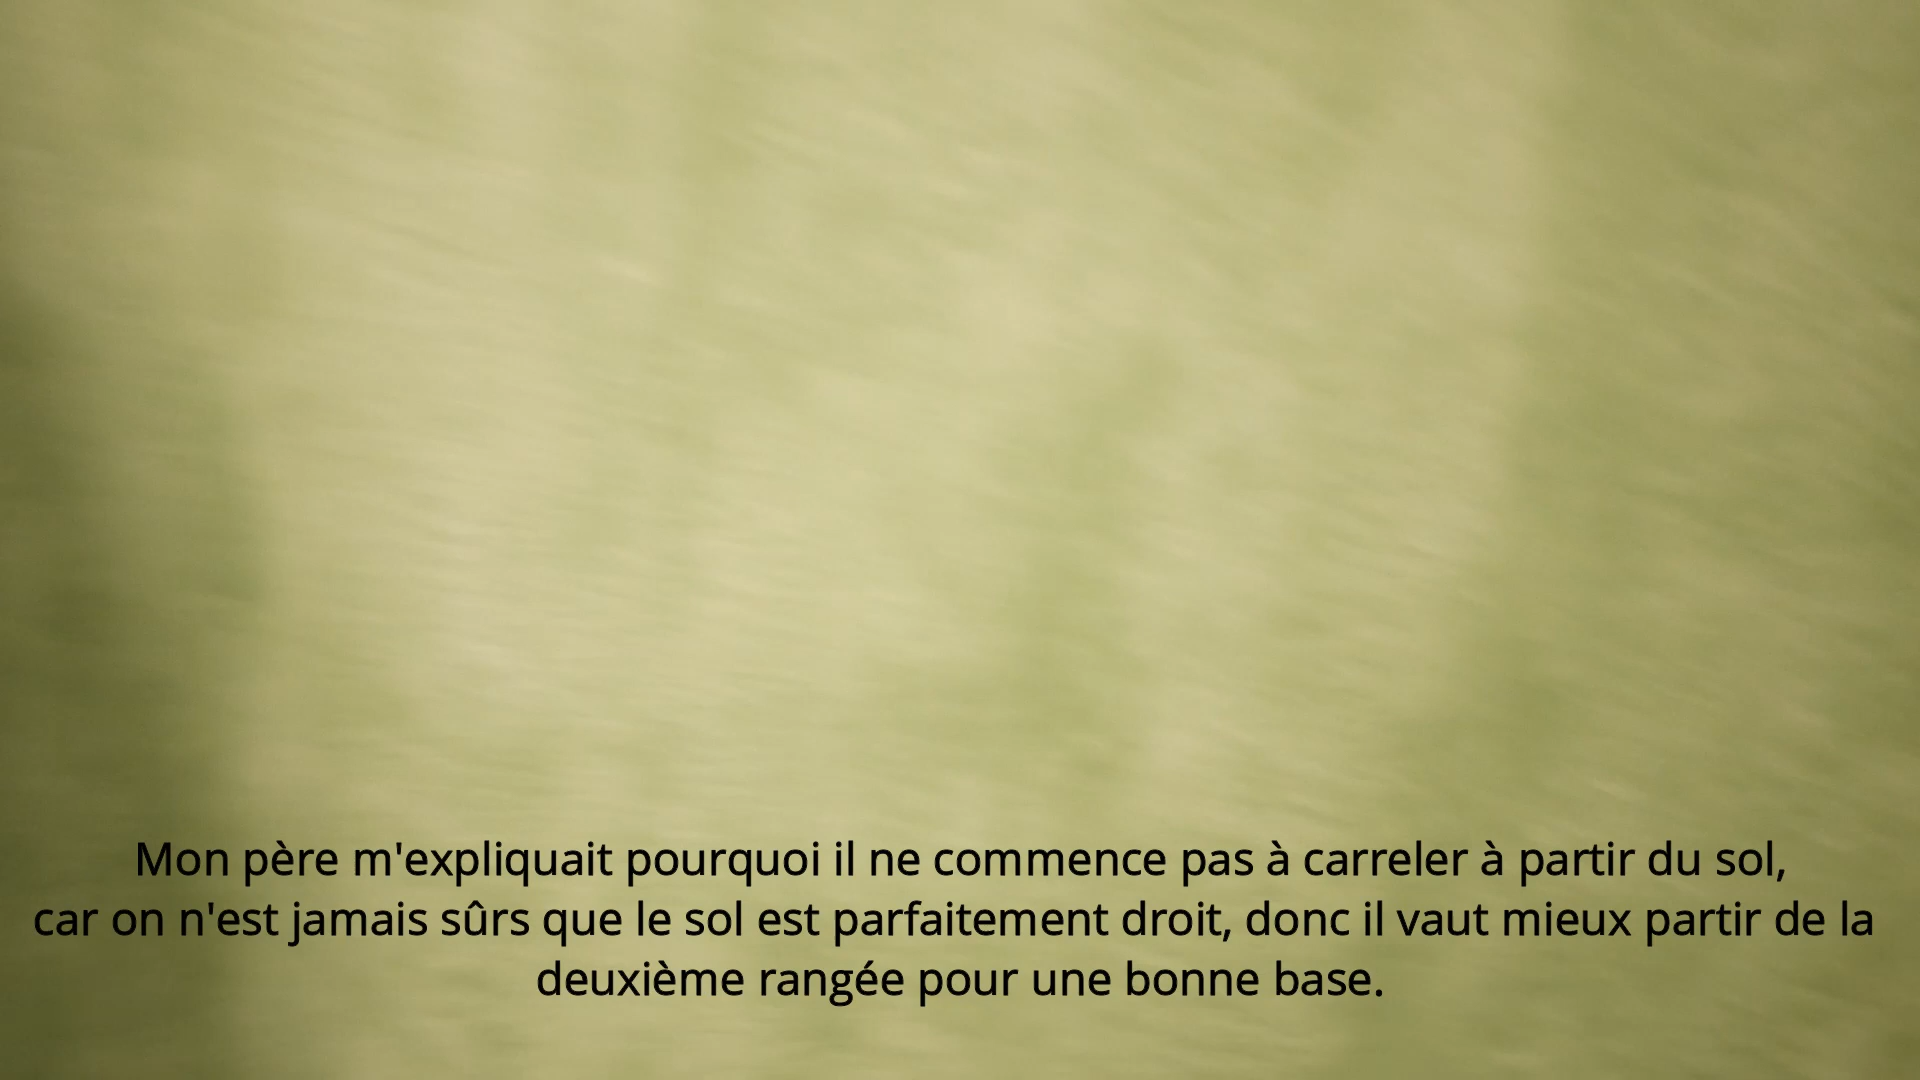 Mon père m'expliquait pourquoi il ne commence pas à carreler à partir du sol,
car on n'est jamais sûrs que le sol est parfaitement droit, donc il vaut mieux partir de la
deuxième rangée pour une bonne base.